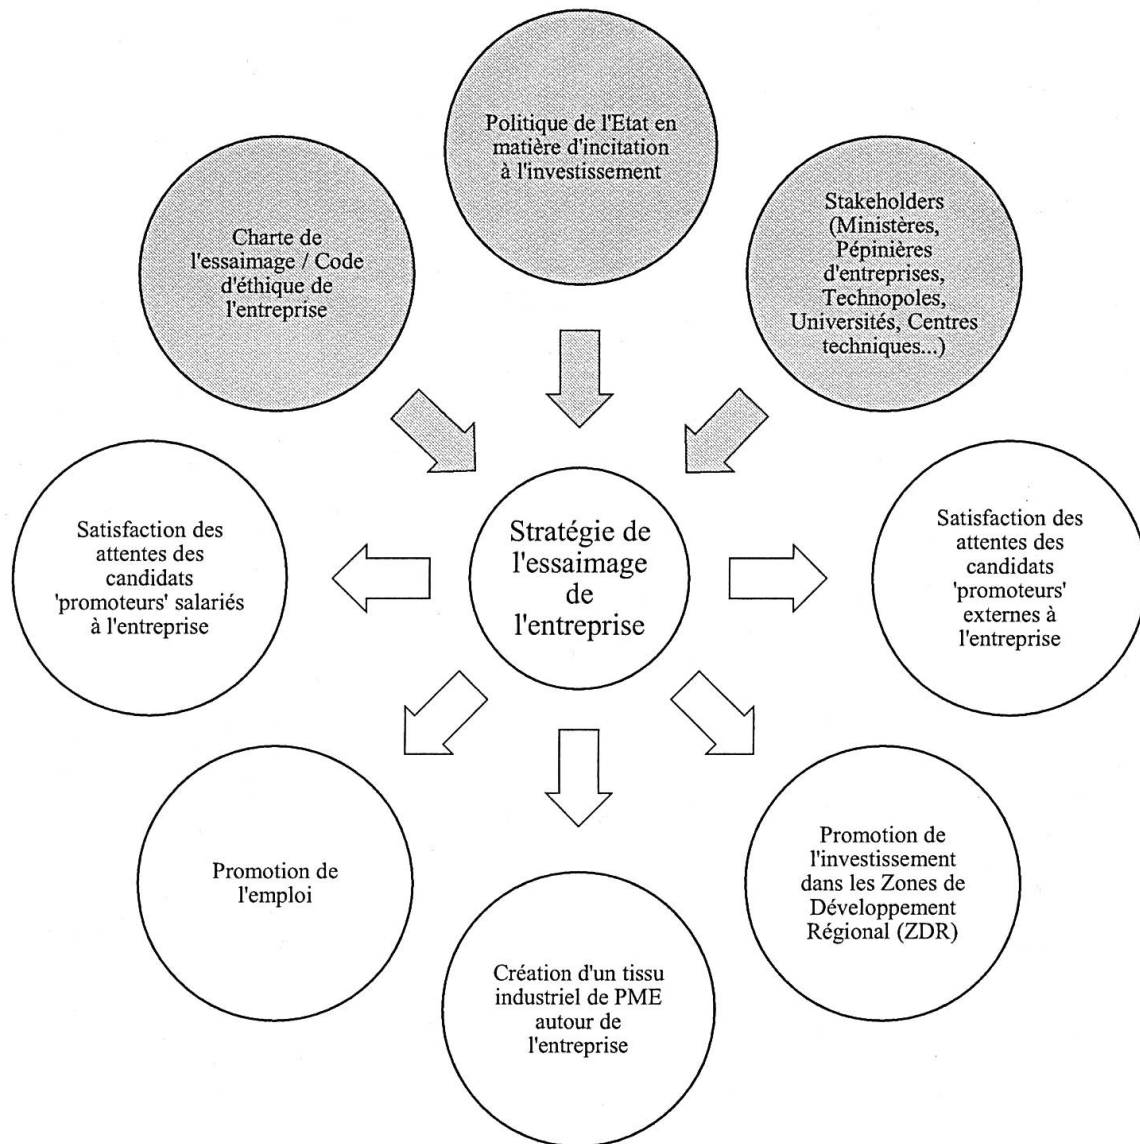 Politique de l'Etat en
matière d'incitation
à l'investissement
Charte de
l'essaimage / Code
d'éthique de
l'entreprise
Stakeholders
(Ministères,
Pépinières
d'entreprises,
Technopoles,
Universités, Centres
techniques...)
Satisfaction des
attentes des
candidats
'promoteurs' salariés
à l'entreprise
Stratégie de
l'essaimage
de
l'entreprise
Satisfaction des
attentes des
candidats
'promoteurs'
externes à
l'entreprise
Promotion de
l'emploi
Création d'un tissu
industriel de PME
autour de
l'entreprise
Promotion de
l'investissement
dans les Zones de
Développement
Régional (ZDR)